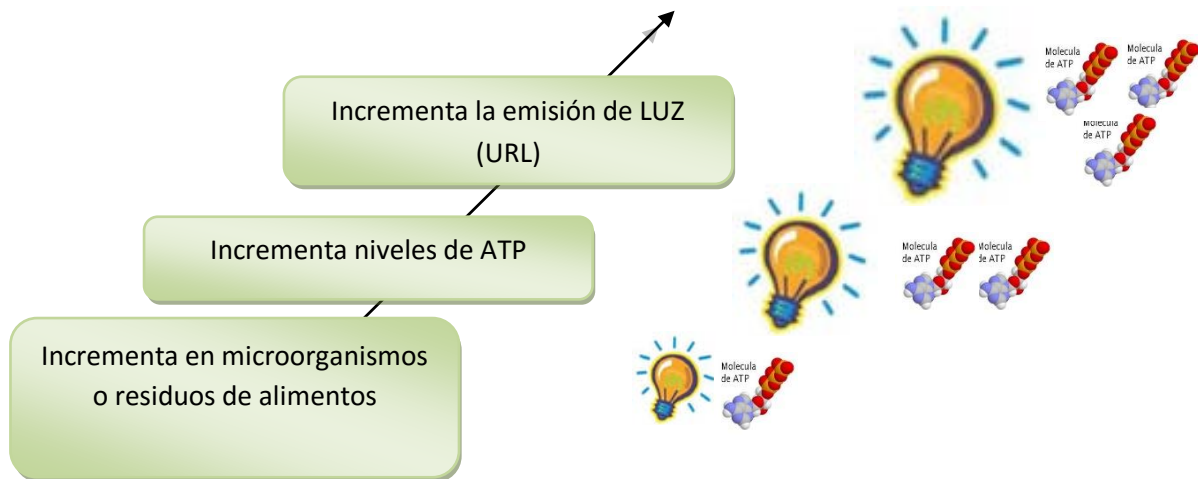 Incrementa la emisión de LUZ
(URL)
Incrementa niveles de ATP
Incrementa en microorganismos
o residuos de alimentos
Molecula
de ATP
Molecula
de ATP
Molecula
de ATP
Molecula
de ATP
Molecula
de ATP
Molecula
de ATP